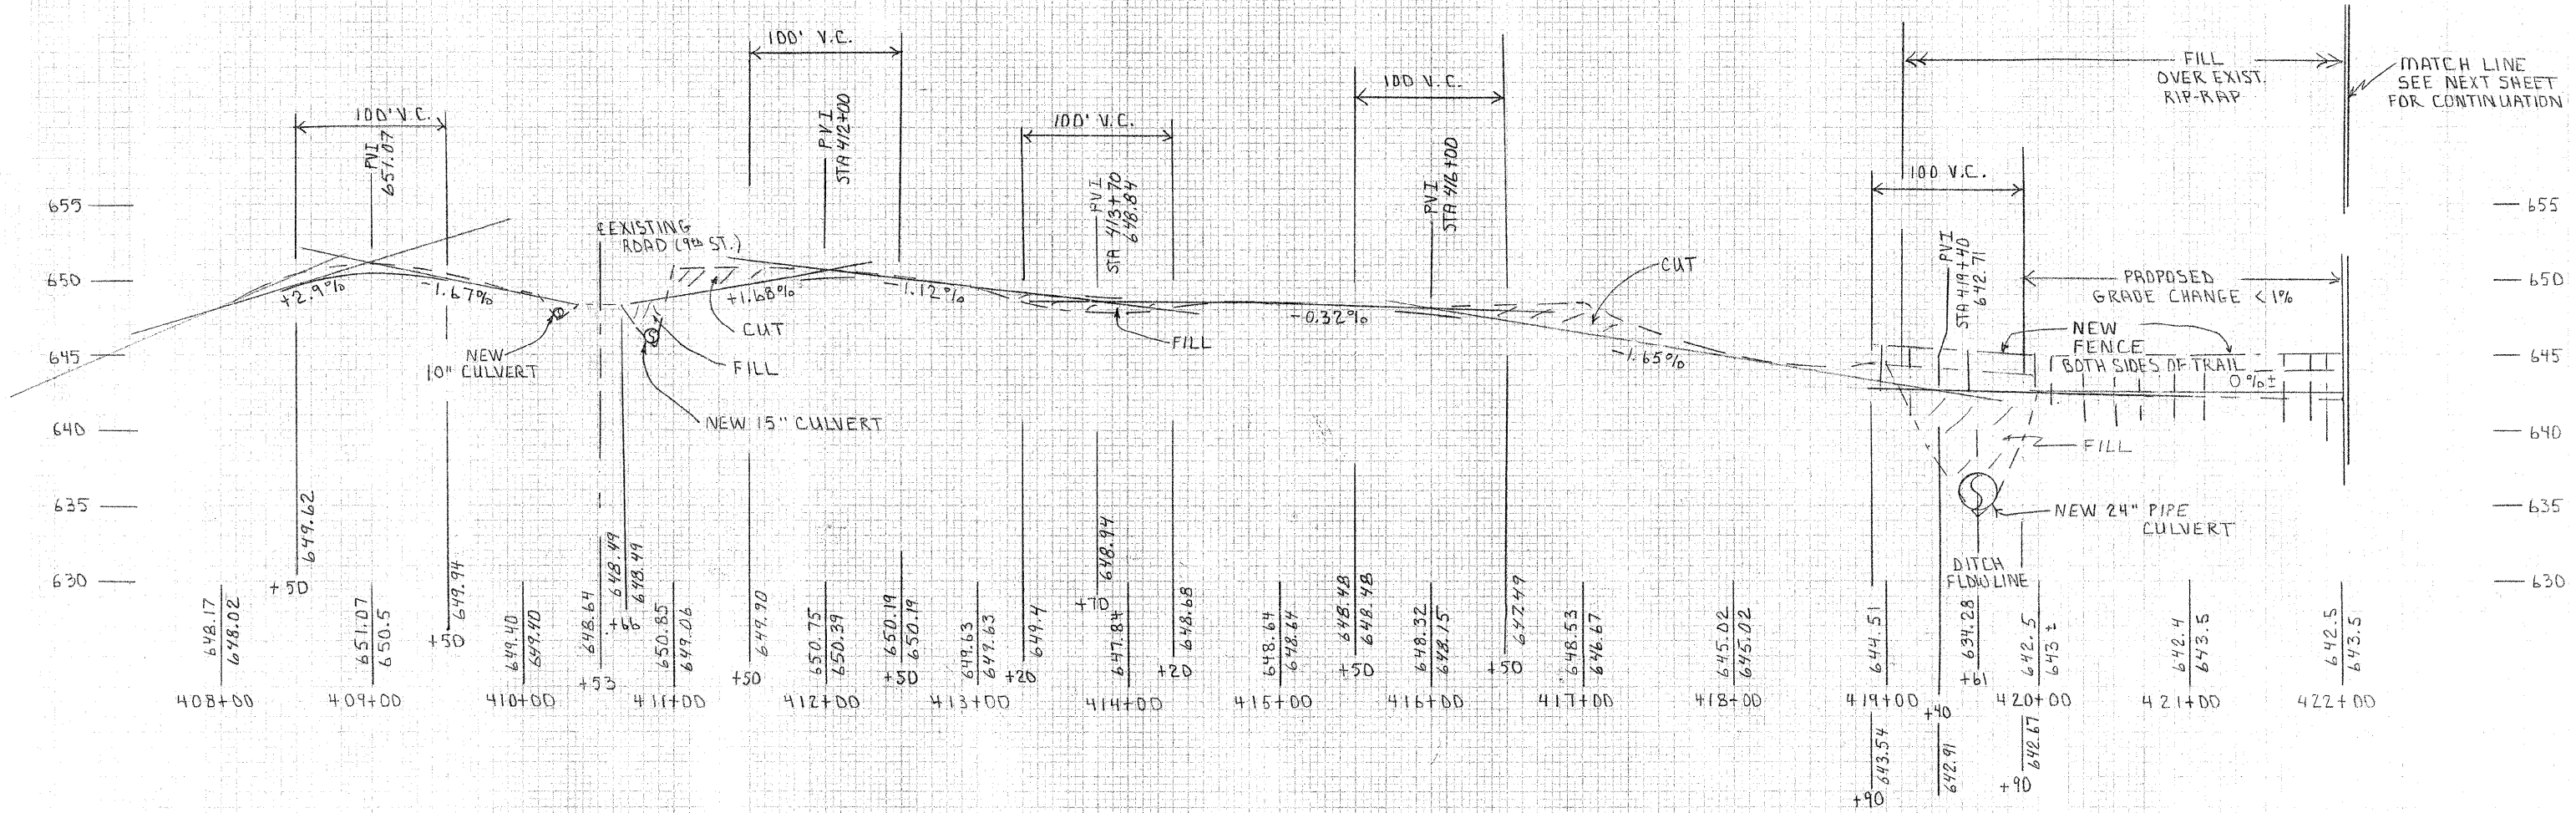 100' V.C.
PVI
651.07
100' V.C.
PVI
STA 412+00
100' V.C.
PVI
STA 413+70
648.84
100 V.C.
PVI
STA 416+00
FILL
OVER EXIST.
RIP-RAP
MATCH LINE
SEE NEXT SHEET
FOR CONTINUATION
100 V.C.
PVI
STA 419+40
642.71
655
650
645
640
635
630
655
650
645
640
635
630
℄ EXISTING
ROAD (9th ST.)
+2.9%
-1.67%
+1.68%
-1.12%
-0.32%
-1.65%
0%±
CUT
FILL
FILL
CUT
NEW
10" CULVERT
NEW 15" CULVERT
PROPOSED
GRADE CHANGE < 1%
NEW
FENCE
BOTH SIDES OF TRAIL
FILL
NEW 24" PIPE
CULVERT
DITCH
FLOWLINE
648.17
648.02
408+00
649.62
+50
651.07
650.5
409+00
649.94
+50
649.40
649.40
410+00
648.64
+53
648.49
648.49
+66
650.85
649.06
411+00
649.90
+50
650.75
650.39
412+00
650.19
650.19
+50
649.63
649.63
413+00
649.4
+20
648.94
+70
647.84
414+00
648.68
+20
648.64
648.64
415+00
648.48
648.48
+50
648.32
648.15
416+00
647.49
+50
648.53
646.67
417+00
645.02
645.02
418+00
644.51
419+00
643.54
+90
+40
642.91
634.28
+61
642.5
643±
420+00
642.67
+90
642.4
643.5
421+00
642.5
643.5
422+00